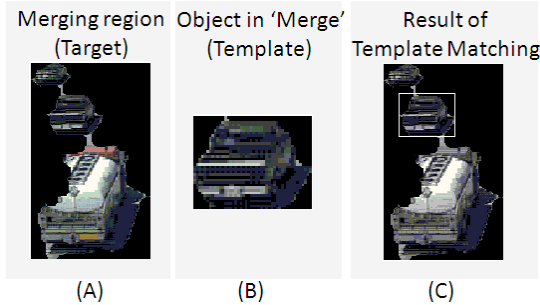 Merging region
(Target)
Object in ‘Merge’
(Template)
Result of
Template Matching
(A)
(B)
(C)